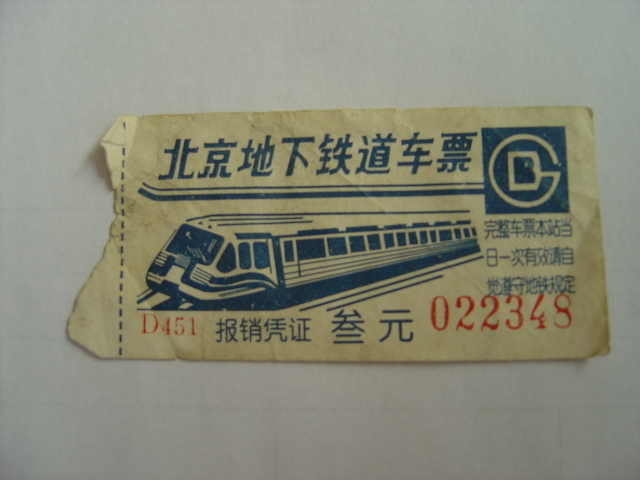 北京地下铁道车票
完整车票本站当
日一次有效请自
觉遵守地铁规定
D451 报销凭证 叁元 022348